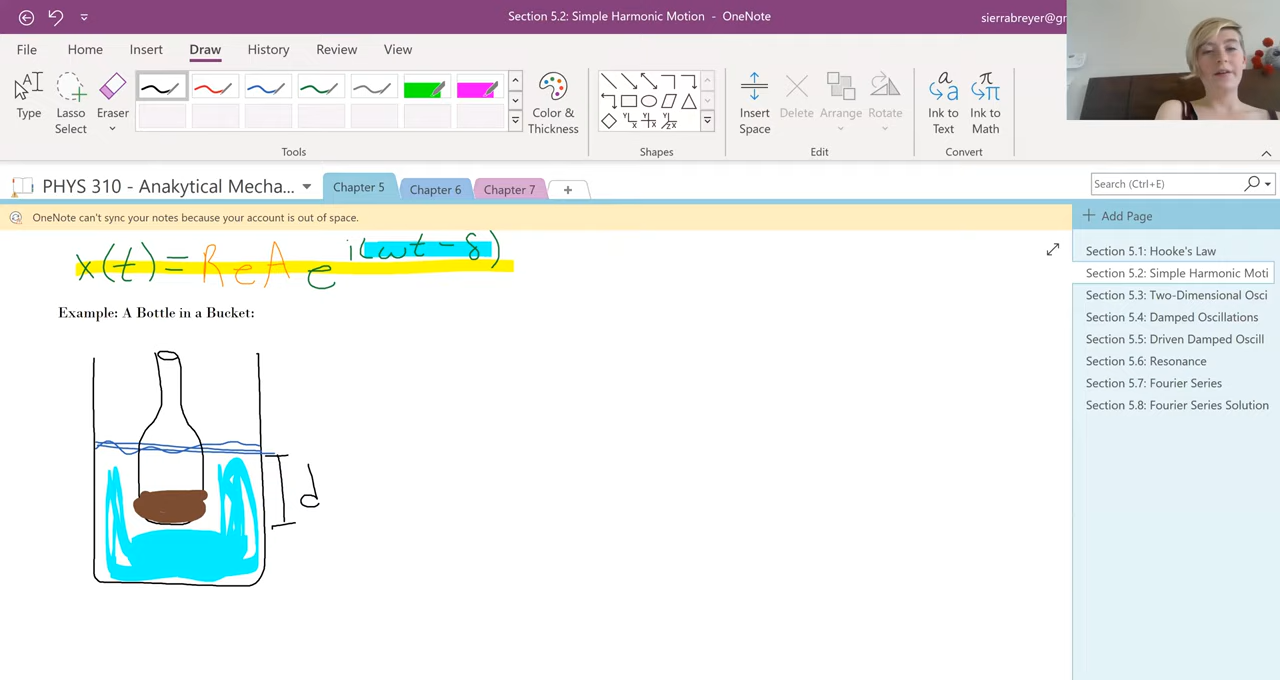 Section 5.2: Simple Harmonic Motion - OneNote
sierrabreyer@gr
File Home Insert Draw History Review View
Type
Lasso Select
Eraser
Color & Thickness
Insert Space
Delete
Arrange
Rotate
Ink to Text
Ink to Math
Tools
Shapes
Edit
Convert
PHYS 310 - Anakytical Mecha...
Chapter 5
Chapter 6
Chapter 7
Search (Ctrl+E)
OneNote can't sync your notes because your account is out of space.
Add Page
Section 5.1: Hooke's Law
Section 5.2: Simple Harmonic Moti
Section 5.3: Two-Dimensional Osci
Section 5.4: Damped Oscillations
Section 5.5: Driven Damped Oscill
Section 5.6: Resonance
Section 5.7: Fourier Series
Section 5.8: Fourier Series Solution
x(t) = Re A e^i(ωt - δ)
Example: A Bottle in a Bucket:
d